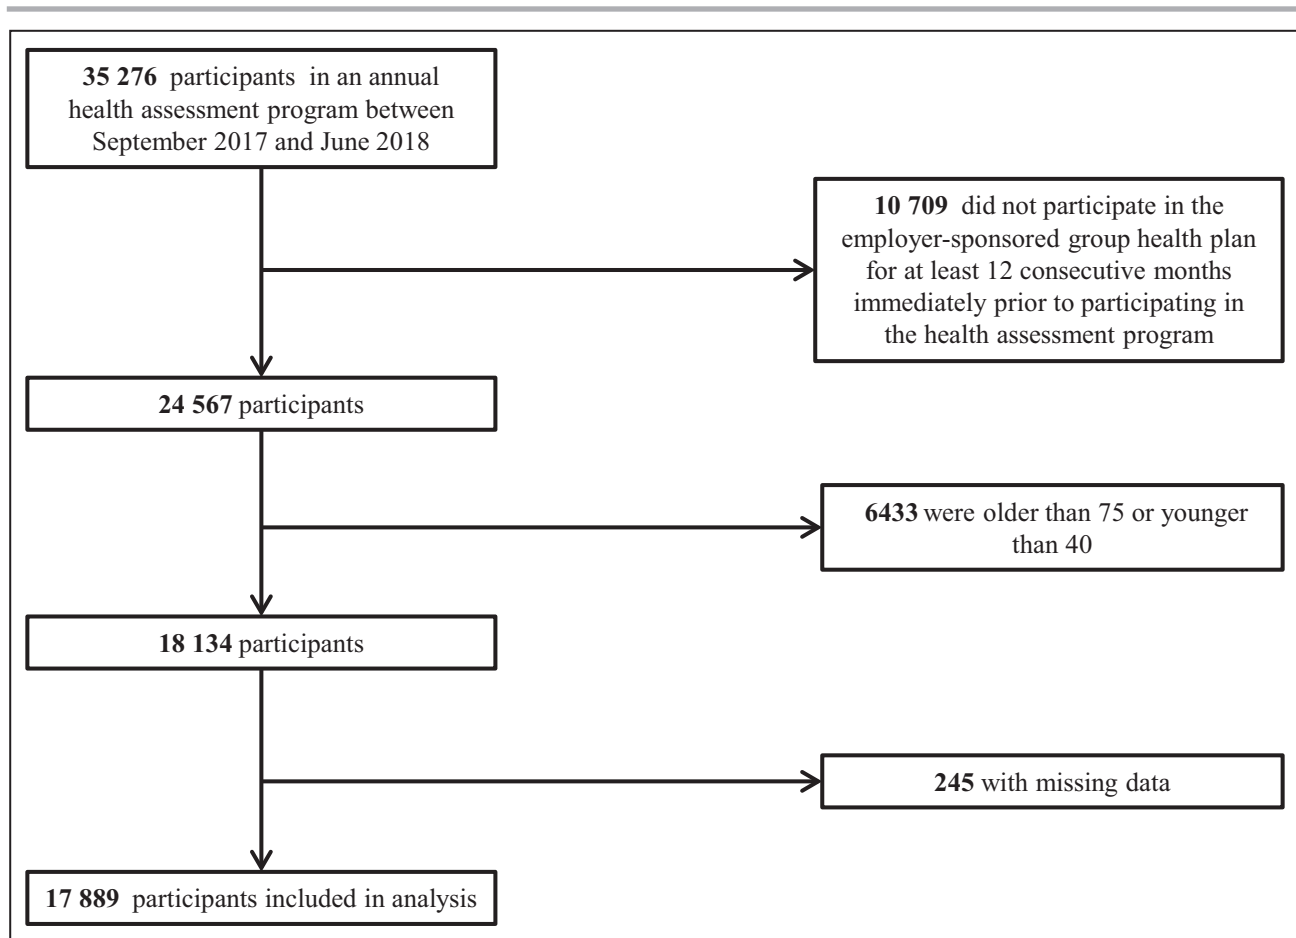 35 276 participants in an annual
health assessment program between
September 2017 and June 2018
10 709 did not participate in the
employer-sponsored group health plan
for at least 12 consecutive months
immediately prior to participating in
the health assessment program
24 567 participants
6433 were older than 75 or younger
than 40
18 134 participants
245 with missing data
17 889 participants included in analysis